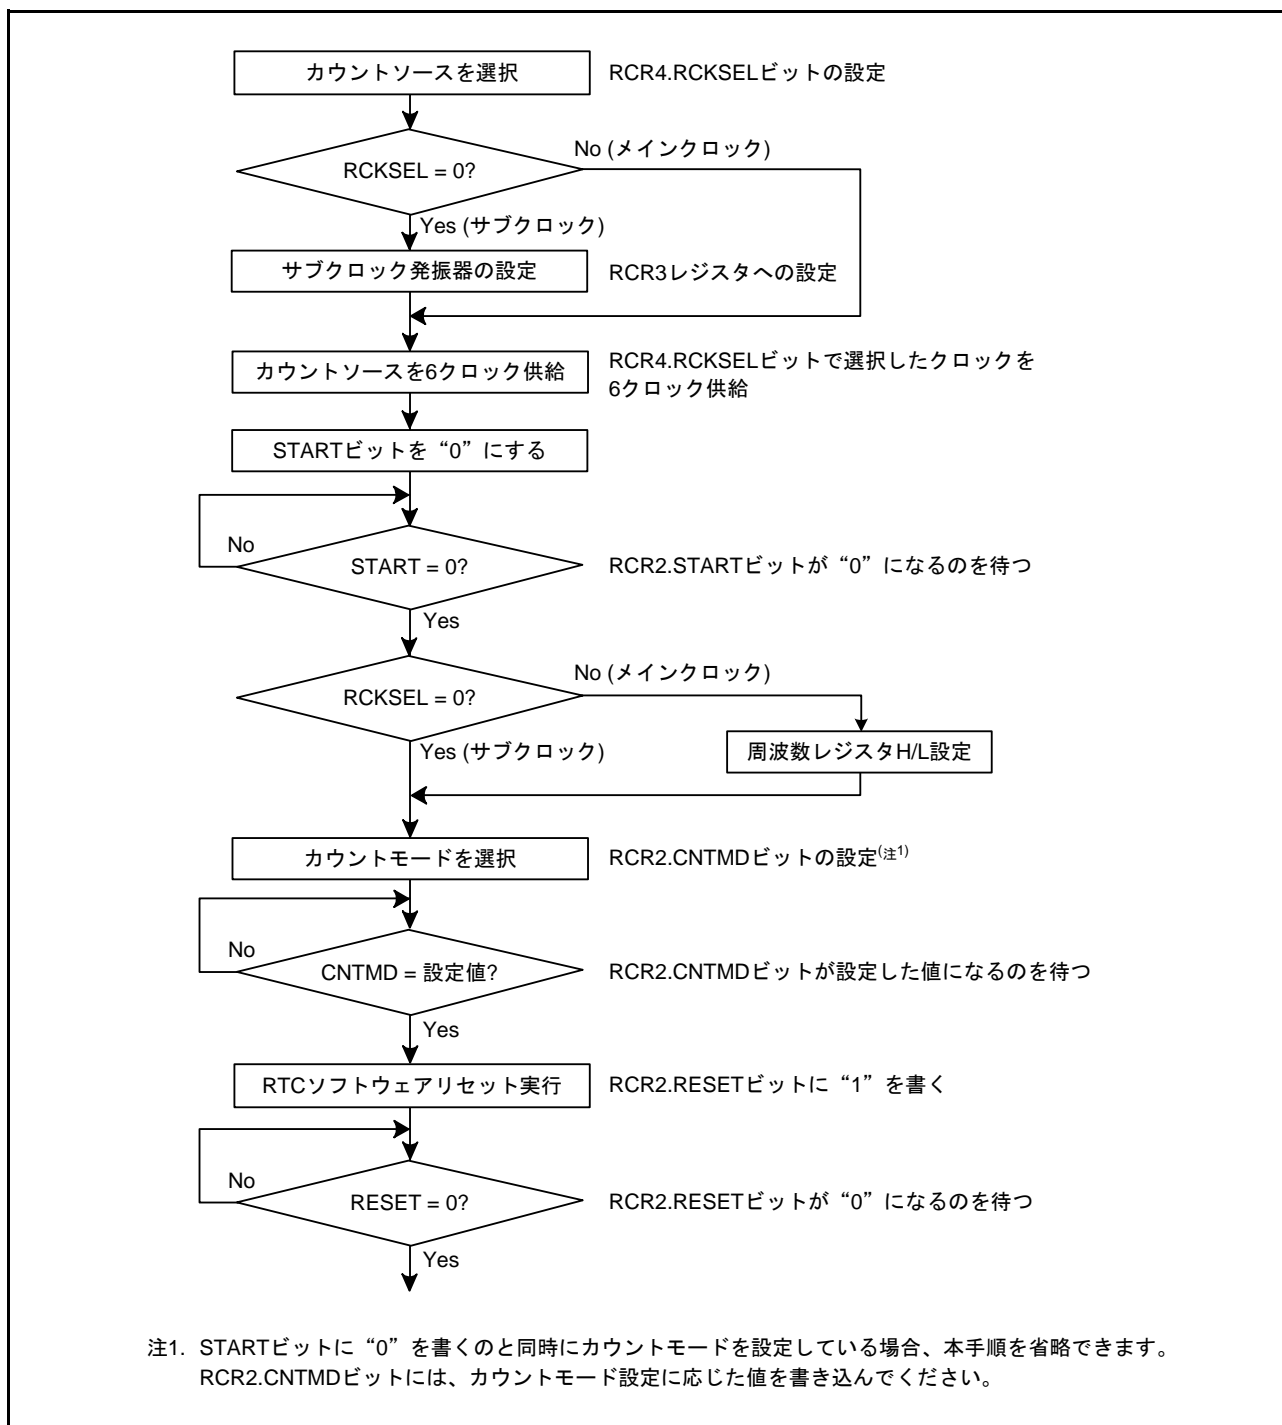 カウントソースを選択
RCR4.RCKSELビットの設定
RCKSEL = 0?
No (メインクロック)
Yes (サブクロック)
サブクロック発振器の設定
RCR3レジスタへの設定
カウントソースを6クロック供給
RCR4.RCKSELビットで選択したクロックを
6クロック供給
STARTビットを“0”にする
No
START = 0?
RCR2.STARTビットが“0”になるのを待つ
Yes
RCKSEL = 0?
No (メインクロック)
Yes (サブクロック)
周波数レジスタH/L設定
カウントモードを選択
RCR2.CNTMDビットの設定(注1)
No
CNTMD = 設定値?
RCR2.CNTMDビットが設定した値になるのを待つ
Yes
RTCソフトウェアリセット実行
RCR2.RESETビットに“1”を書く
No
RESET = 0?
RCR2.RESETビットが“0”になるのを待つ
Yes
注1. STARTビットに“0”を書くのと同時にカウントモードを設定している場合、本手順を省略できます。
RCR2.CNTMDビットには、カウントモード設定に応じた値を書き込んでください。